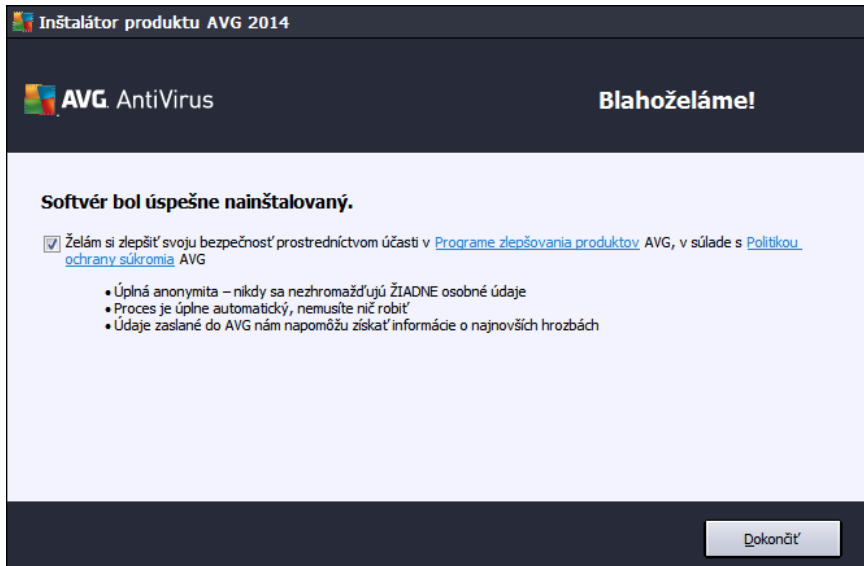 Inštalátor produktu AVG 2014
AVG. AntiVirus
Blahoželáme!
Softvér bol úspešne nainštalovaný.
Želám si zlepšiť svoju bezpečnosť prostredníctvom účasti v Programe zlepšovania produktov AVG, v súlade s Politikou
ochrany súkromia AVG
• Úplná anonymita – nikdy sa nezhromažďujú ŽIADNE osobné údaje
• Proces je úplne automatický, nemusíte nič robiť
• Údaje zaslané do AVG nám napomôžu získať informácie o najnovších hrozbách
Dokončiť